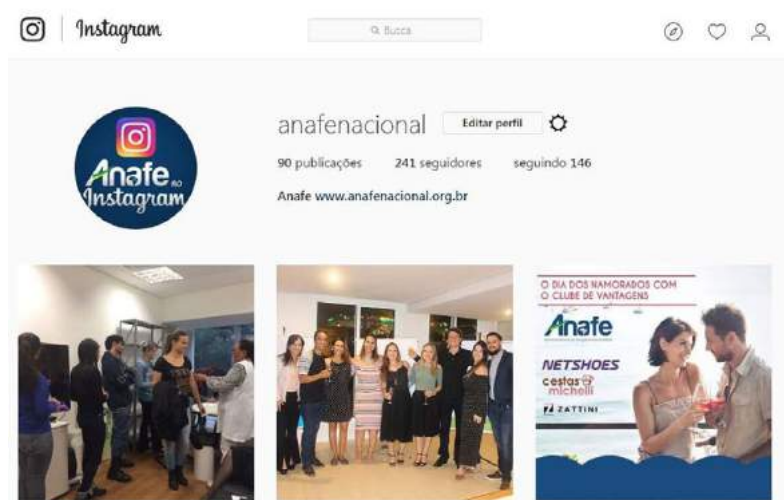 Instagram
Busca
anafenacional Editar perfil
90 publicações 241 seguidores seguindo 146
Anafe www.anafenacional.org.br
Anafe no
Instagram
O DIA DOS NAMORADOS COM
O CLUBE DE VANTAGENS
Anafe
NETSHOES
cestas
michelli
Z ZATTINI